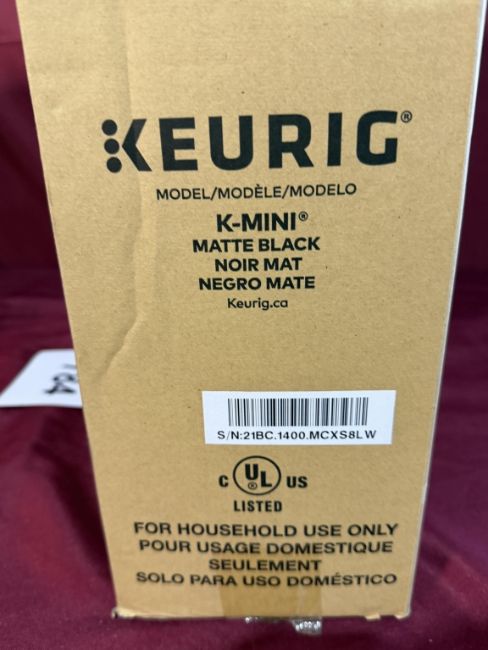 KEURIG®
MODEL/MODÈLE/MODELO
K-MINI®
MATTE BLACK
NOIR MAT
NEGRO MATE
Keurig.ca
S/N:21BC.1400.MCXS8LW
C UL® US
LISTED
FOR HOUSEHOLD USE ONLY
POUR USAGE DOMESTIQUE
SEULEMENT
SOLO PARA USO DOMÉSTICO